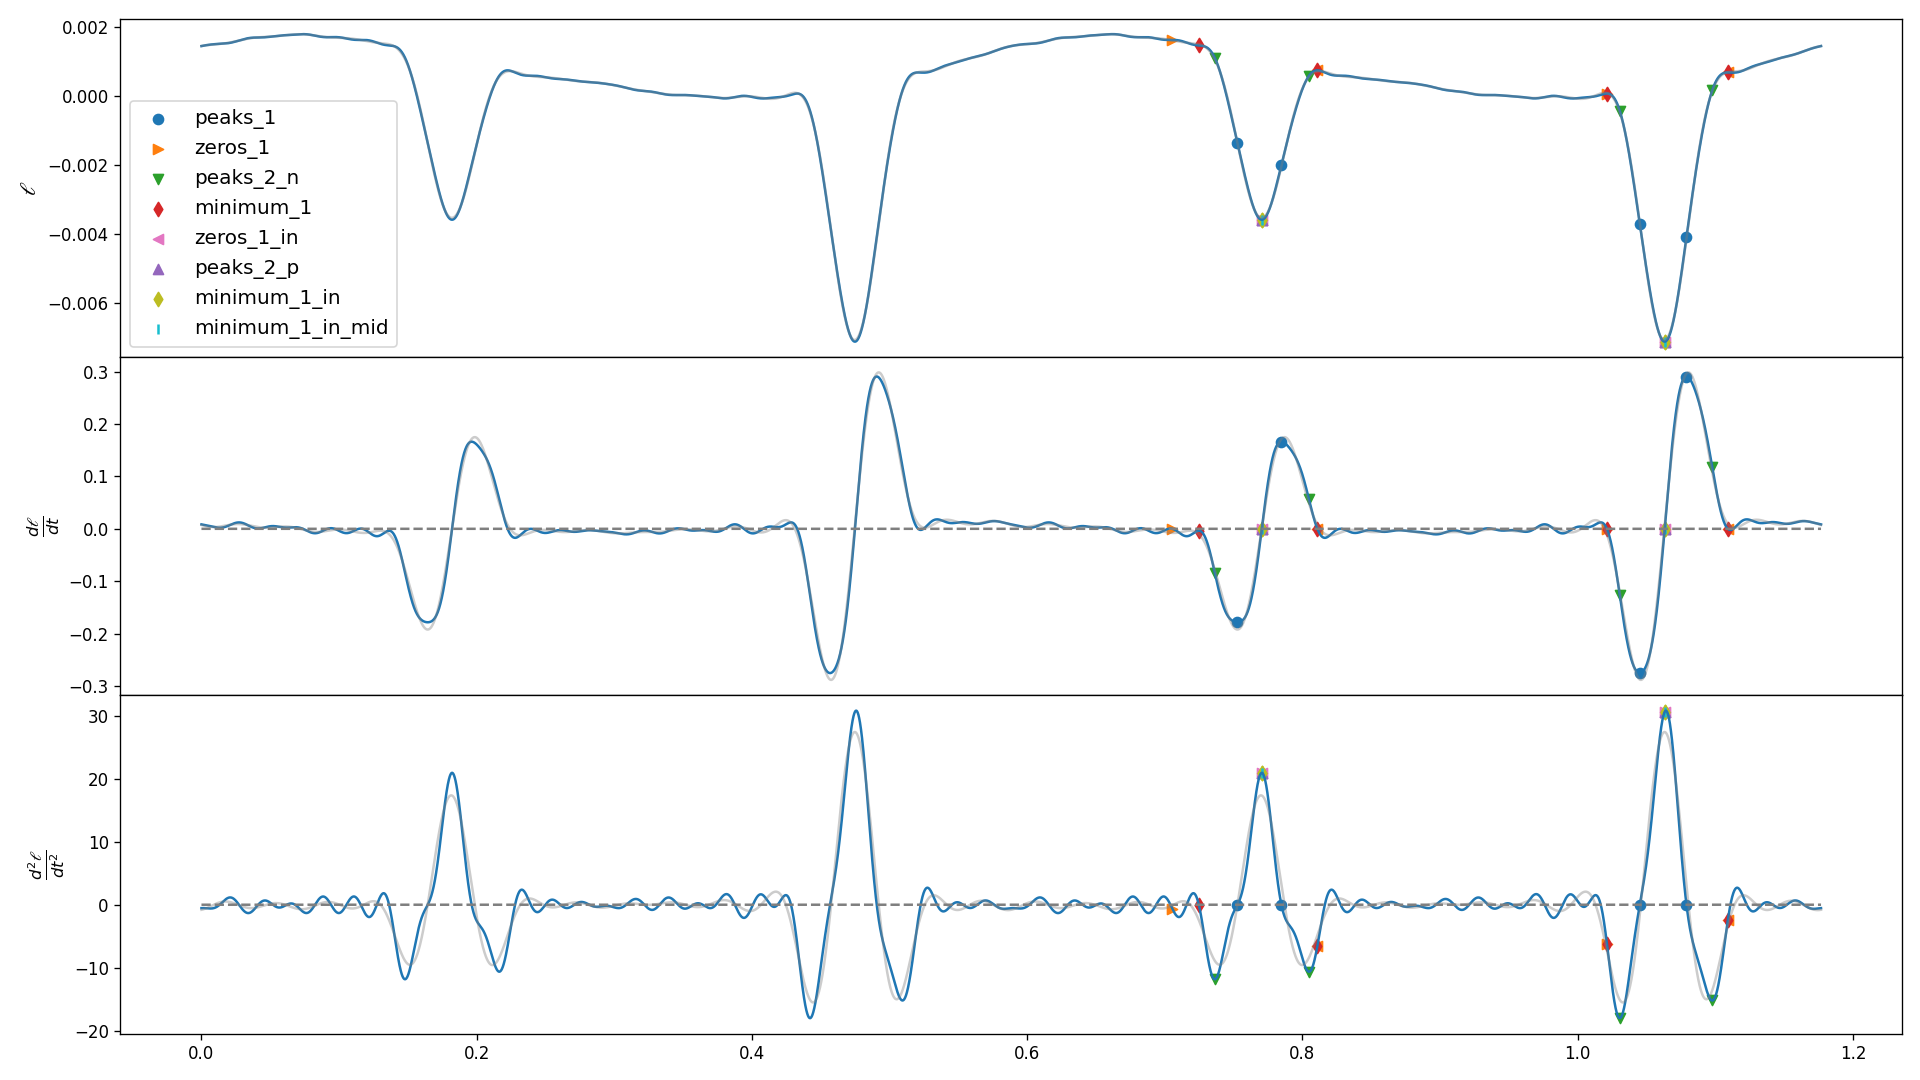 0.002
0.000
−0.002
−0.004
−0.006
ℓ
peaks_1
zeros_1
peaks_2_n
minimum_1
zeros_1_in
peaks_2_p
minimum_1_in
minimum_1_in_mid
0.3
0.2
0.1
0.0
−0.1
−0.2
−0.3
dℓ
dt
30
20
10
0
−10
−20
d²ℓ
dt²
0.0 0.2 0.4 0.6 0.8 1.0 1.2